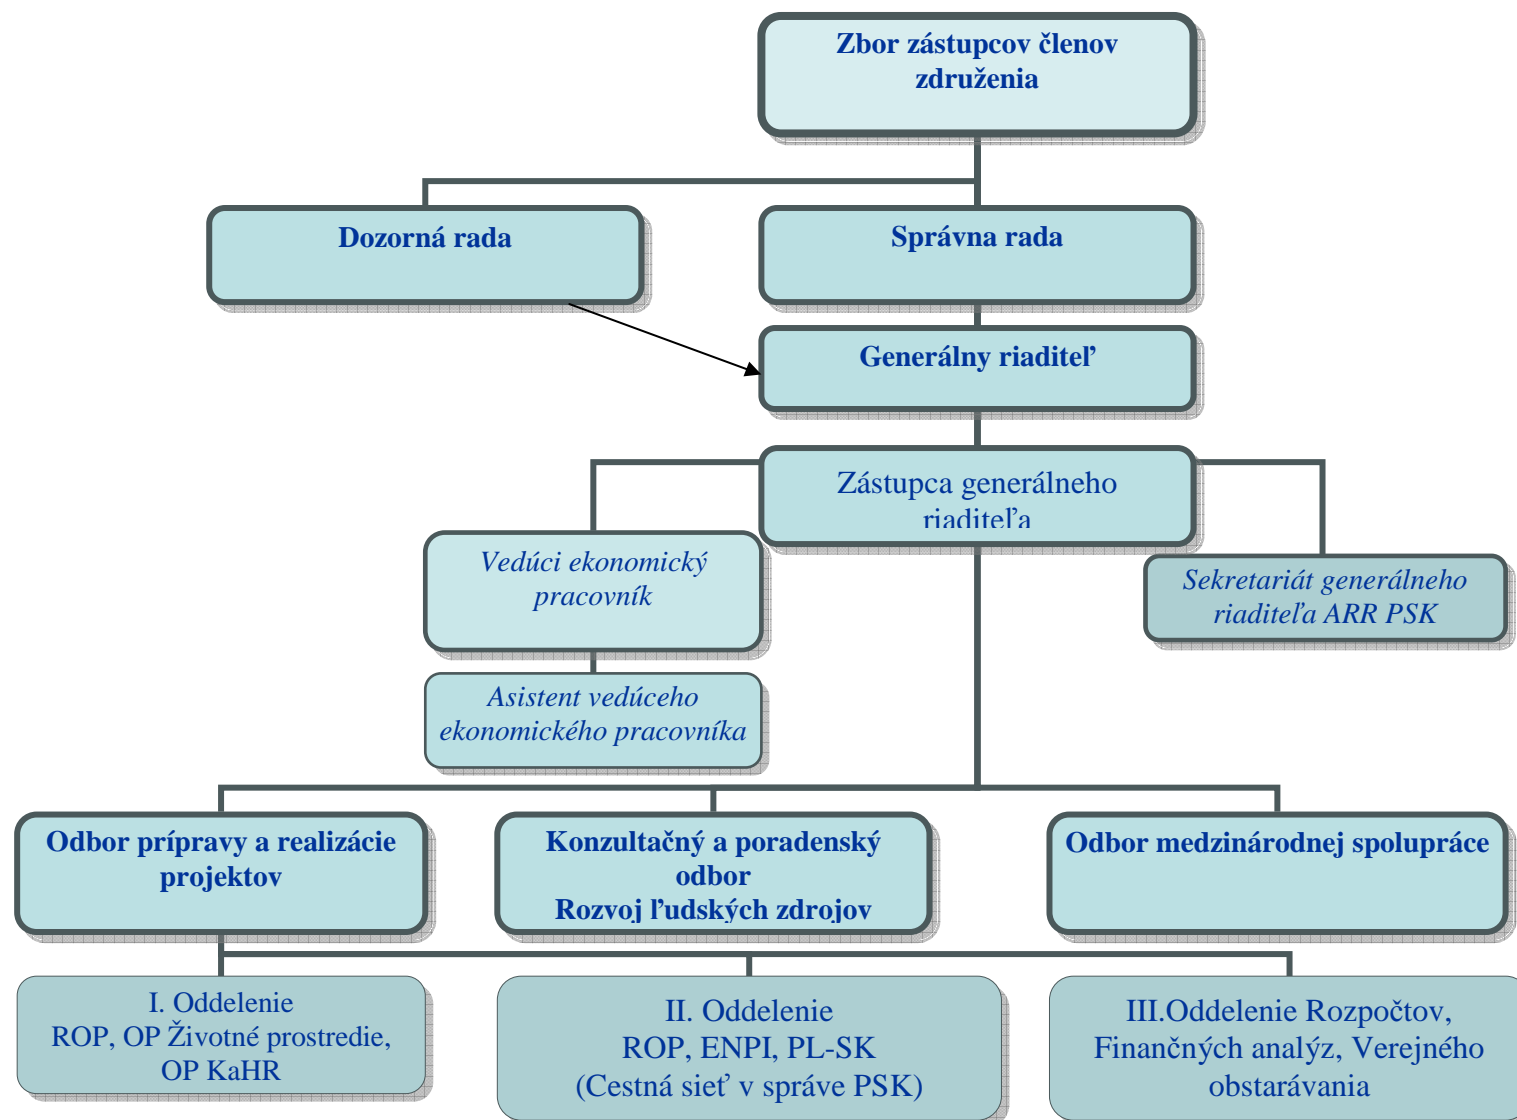 Zbor zástupcov členov
združenia
Dozorná rada
Správna rada
Generálny riaditeľ
Zástupca generálneho
riaditeľa
Vedúci ekonomický
pracovník
Sekretariát generálneho
riaditeľa ARR PSK
Asistent vedúceho
ekonomického pracovníka
Odbor prípravy a realizácie
projektov
Konzultačný a poradenský
odbor
Rozvoj ľudských zdrojov
Odbor medzinárodnej spolupráce
I. Oddelenie
ROP, OP Životné prostredie,
OP KaHR
II. Oddelenie
ROP, ENPI, PL-SK
(Cestná sieť v správe PSK)
III.Oddelenie Rozpočtov,
Finančných analýz, Verejného
obstarávania